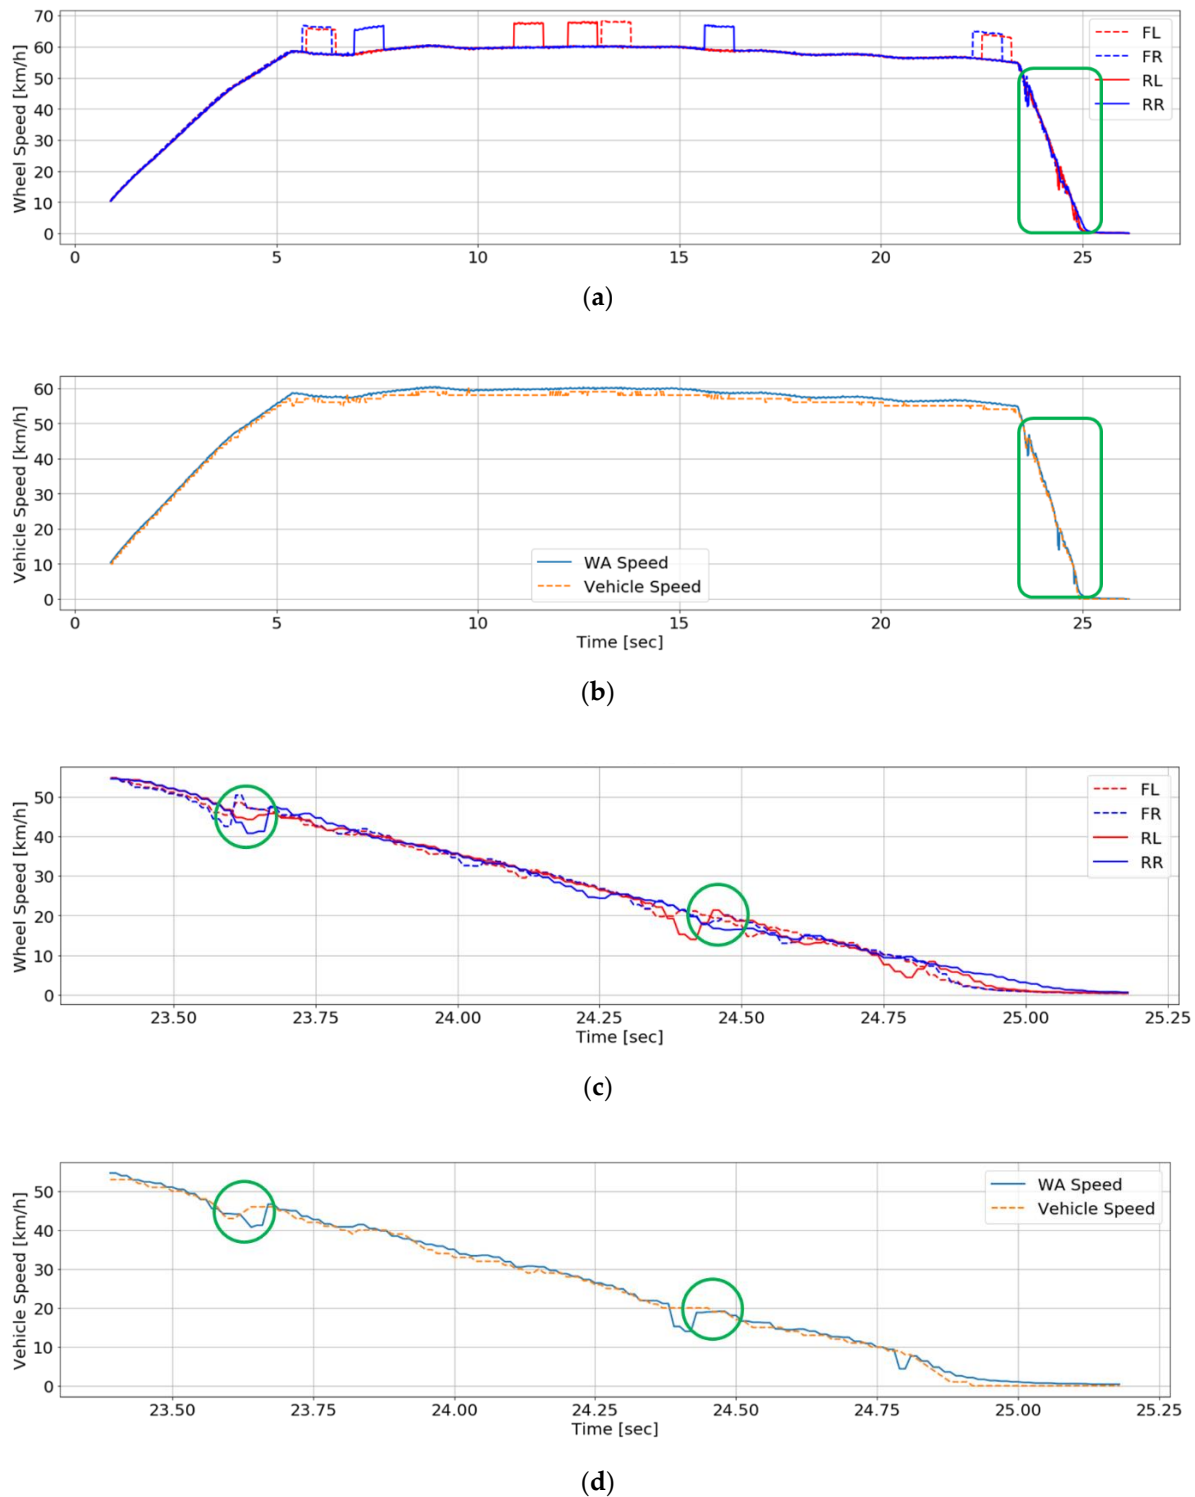 70
60
50
40
30
20
10
0
Wheel Speed [km/h]
FL
FR
RL
RR
0 5 10 15 20 25
(a)
60
50
40
30
20
10
0
Vehicle Speed [km/h]
WA Speed
Vehicle Speed
0 5 10 15 20 25
Time [sec]
(b)
50
40
30
20
10
0
Wheel Speed [km/h]
FL
FR
RL
RR
23.50 23.75 24.00 24.25 24.50 24.75 25.00 25.25
Time [sec]
(c)
50
40
30
20
10
0
Vehicle Speed [km/h]
WA Speed
Vehicle Speed
23.50 23.75 24.00 24.25 24.50 24.75 25.00 25.25
Time [sec]
(d)